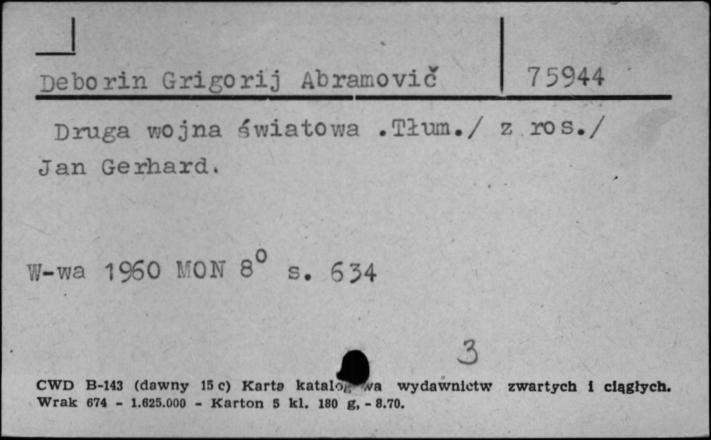 Deborin Grigorij Abramovič 75944
Druga wojna światowa .Tłum./ z ros./
Jan Gerhard.
W-wa 1960 MON 8⁰ s. 634
3
CWD B-143 (dawny 15 c) Karta wydawnictw zwartych i ciągłych.
Wrak 674 - 1.625.000 - Karton 5 kl. 180 g, - 8.70.